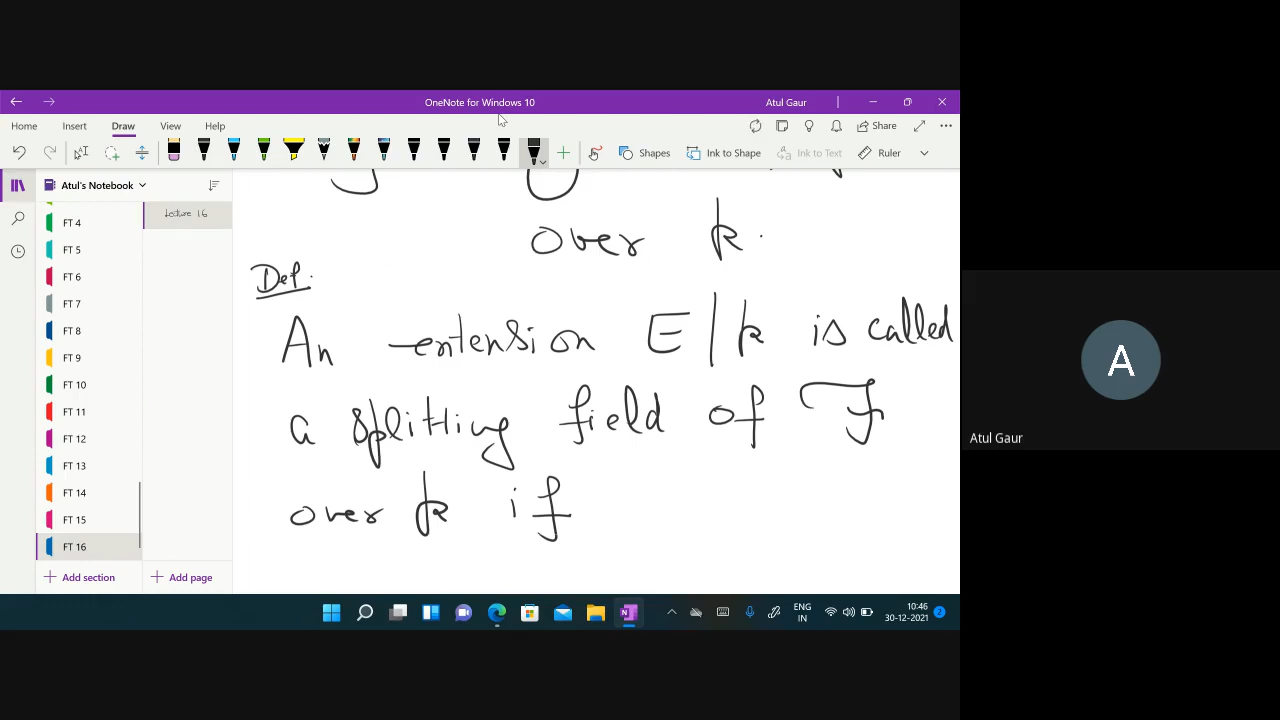 OneNote for Windows 10
Atul Gaur
Home Insert Draw View Help
Share
Shapes Ink to Shape Ink to Text Ruler
Atul's Notebook
Lecture 16
FT 4
FT 5
FT 6
FT 7
FT 8
FT 9
FT 10
FT 11
FT 12
FT 13
FT 14
FT 15
FT 16
Add section Add page
over k.
Def.
An extension E/k is called
a splitting field of F
over k if
ENG
IN
10:46
30-12-2021
2
A
Atul Gaur